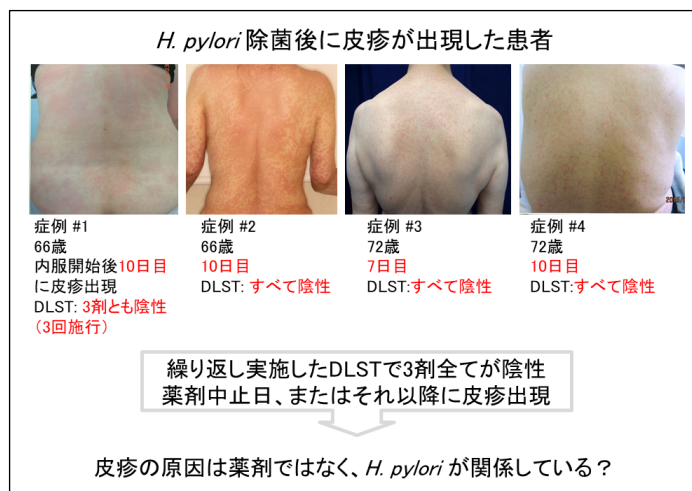 H. pylori 除菌後に皮疹が出現した患者
症例 #1
66歳
内服開始後10日目
に皮疹出現
DLST: 3剤とも陰性
(3回施行)
症例 #2
66歳
10日目
DLST: すべて陰性
症例 #3
72歳
7日目
DLST:すべて陰性
症例 #4
72歳
10日目
DLST:すべて陰性
繰り返し実施したDLSTで3剤全てが陰性
薬剤中止日、またはそれ以降に皮疹出現
皮疹の原因は薬剤ではなく、H. pylori が関係している？